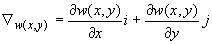 ∇w(x,y) = ∂w(x,y)/∂x i + ∂w(x,y)/∂y j